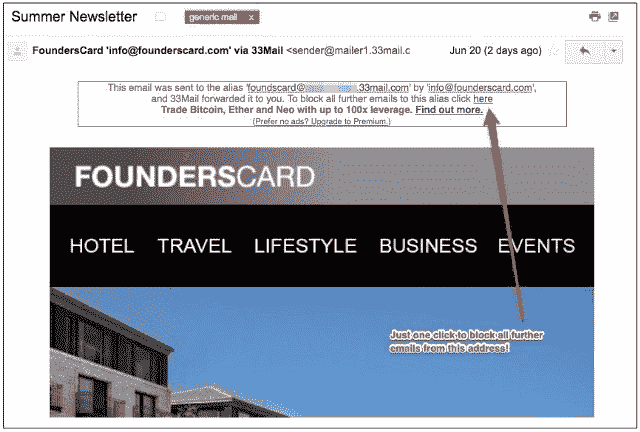 Summer Newsletter
generic mail x
FoundersCard 'info@founderscard.com' via 33Mail <sender@mailer1.33mail.c
Jun 20 (2 days ago)
This email was sent to the alias 'foundscard@ .33mail.com' by 'info@founderscard.com',
and 33Mail forwarded it to you. To block all further emails to this alias click here
Trade Bitcoin, Ether and Neo with up to 100x leverage. Find out more.
(Prefer no ads? Upgrade to Premium.)
FOUNDERSCARD
HOTEL TRAVEL LIFESTYLE BUSINESS EVENTS
Just one click to block all further
emails from this address!